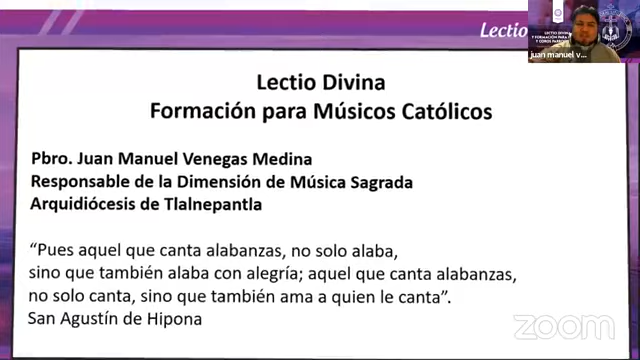 Lectio
LECTIO DIVINA
juan manuel v...
Lectio Divina
Formación para Músicos Católicos
Pbro. Juan Manuel Venegas Medina
Responsable de la Dimensión de Música Sagrada
Arquidiócesis de Tlalnepantla
“Pues aquel que canta alabanzas, no solo alaba,
sino que también alaba con alegría; aquel que canta alabanzas,
no solo canta, sino que también ama a quien le canta”.
San Agustín de Hipona
zoom